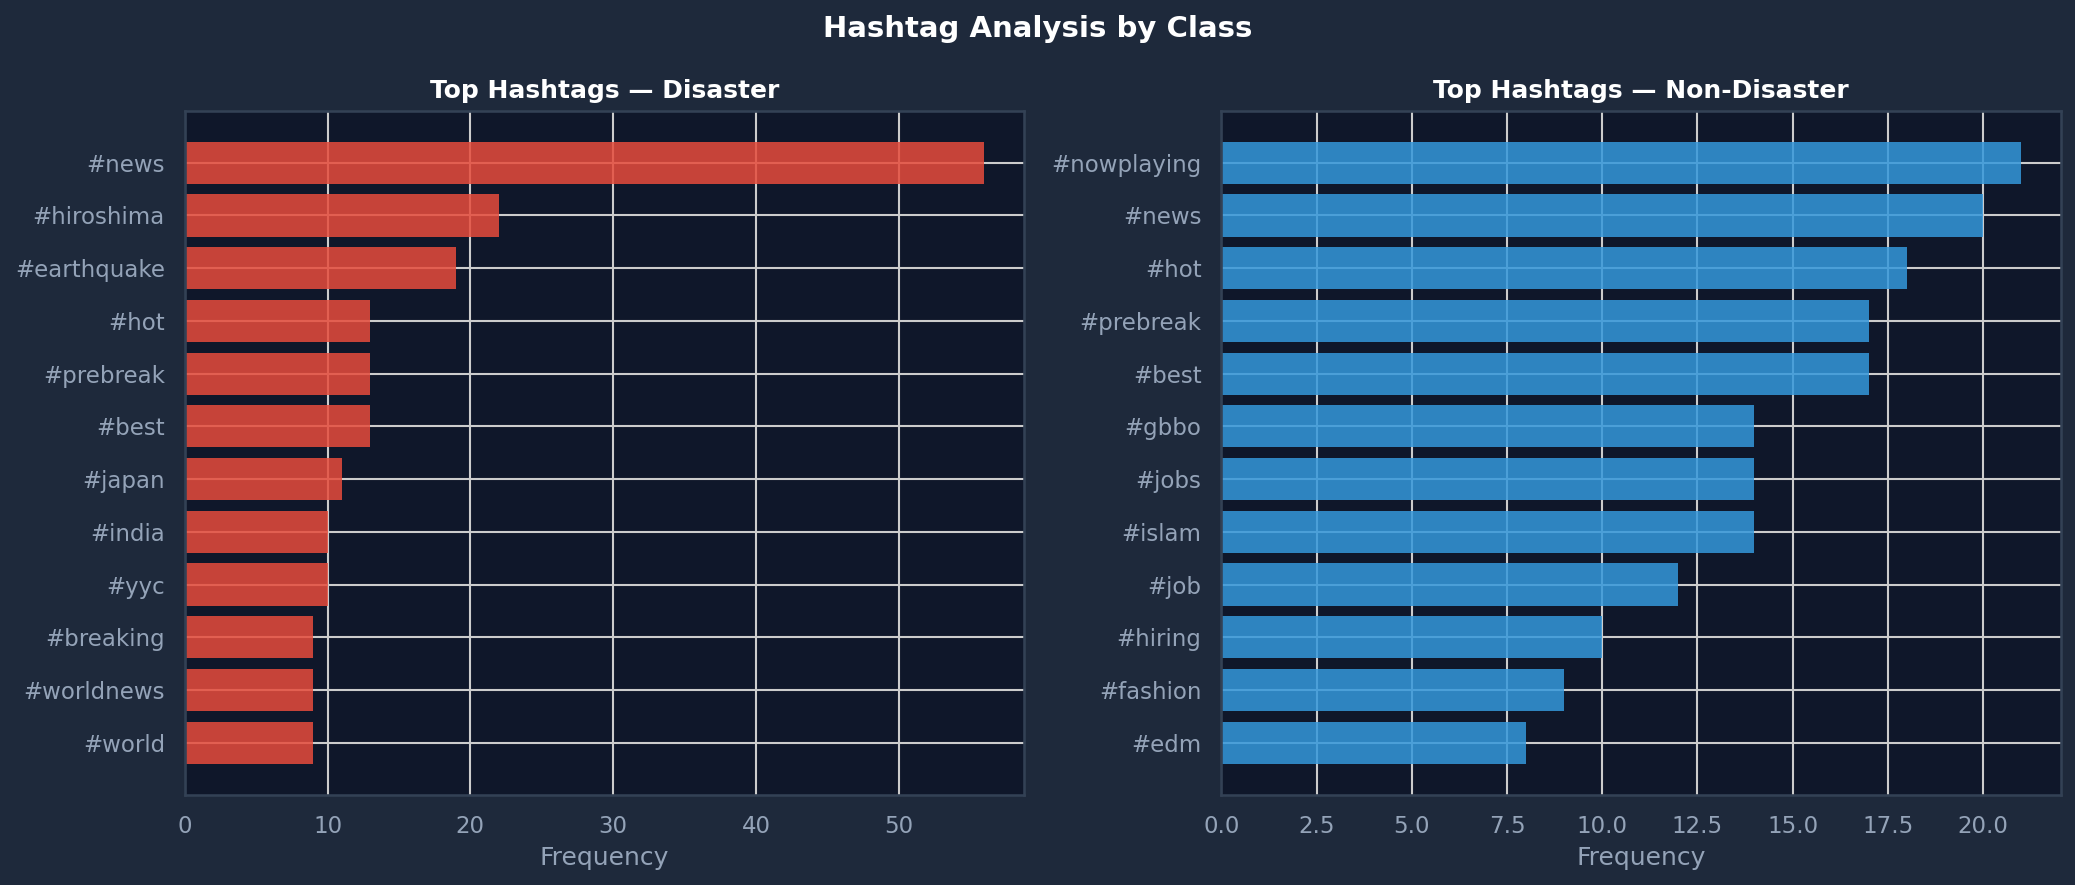 Hashtag Analysis by Class
Top Hashtags — Disaster
#news
#hiroshima
#earthquake
#hot
#prebreak
#best
#japan
#india
#yyc
#breaking
#worldnews
#world
0 10 20 30 40 50
Frequency
Top Hashtags — Non-Disaster
#nowplaying
#news
#hot
#prebreak
#best
#gbbo
#jobs
#islam
#job
#hiring
#fashion
#edm
0.0 2.5 5.0 7.5 10.0 12.5 15.0 17.5 20.0
Frequency